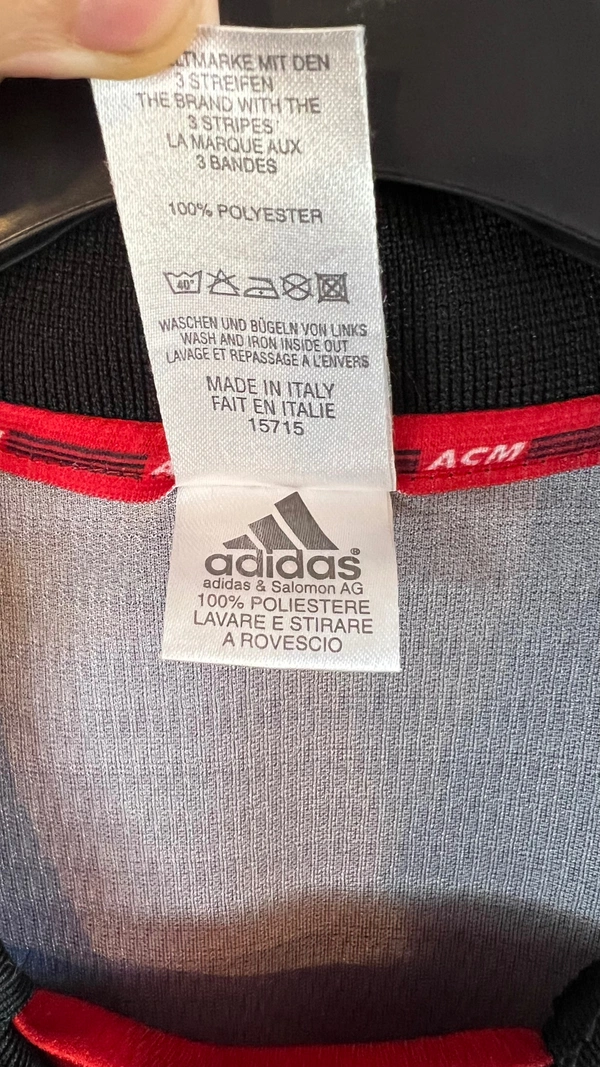 MIT DEN
3 STREIFEN
THE BRAND WITH THE
3 STRIPES
LA MARQUE AUX
3 BANDES
100% POLYESTER
40°
WASCHEN UND BÜGELN VON LINKS
WASH AND IRON INSIDE OUT
LAVAGE ET REPASSAGE A L'ENVERS
MADE IN ITALY
FAIT EN ITALIE
15715
ACM
adidas®
adidas & Salomon AG
100% POLIESTERE
LAVARE E STIRARE
A ROVESCIO